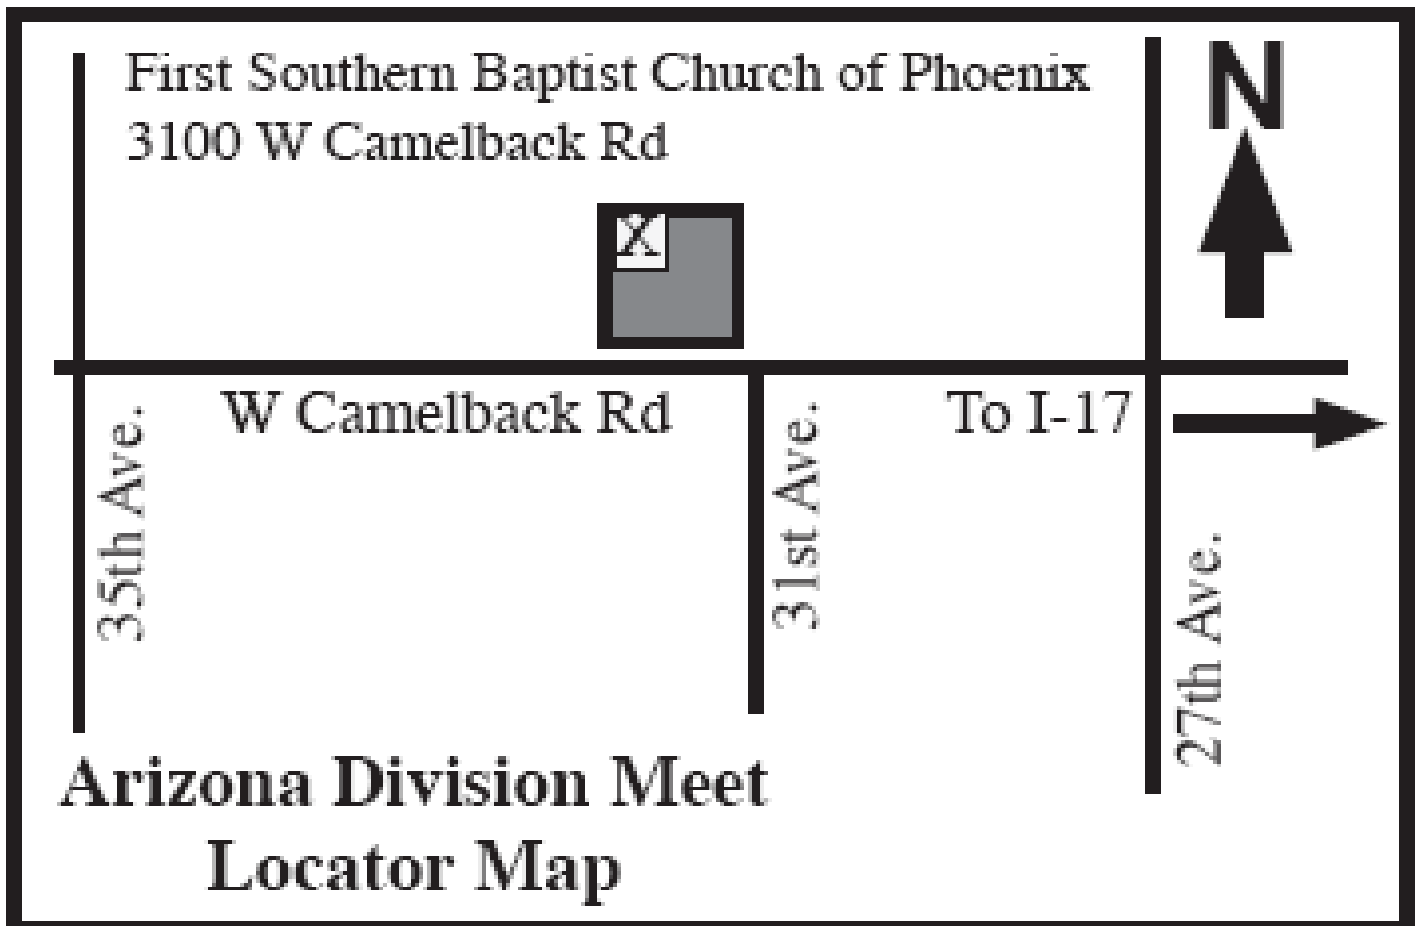 First Southern Baptist Church of Phoenix
3100 W Camelback Rd
N
X
W Camelback Rd
To I-17
35th Ave.
31st Ave.
27th Ave.
Arizona Division Meet
Locator Map